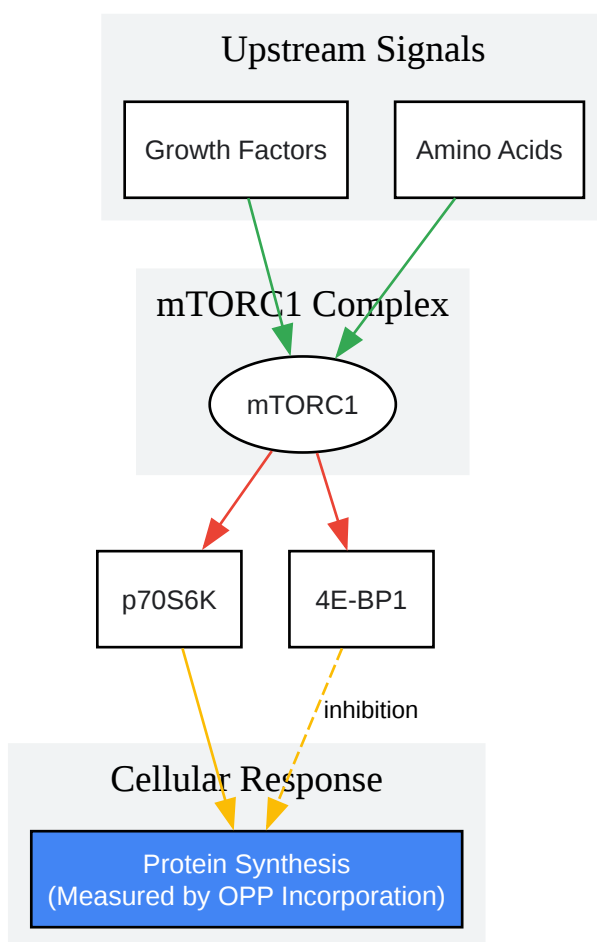 Upstream Signals
Growth Factors
Amino Acids
mTORC1 Complex
mTORC1
p70S6K
4E-BP1
inhibition
Cellular Response
Protein Synthesis
(Measured by OPP Incorporation)